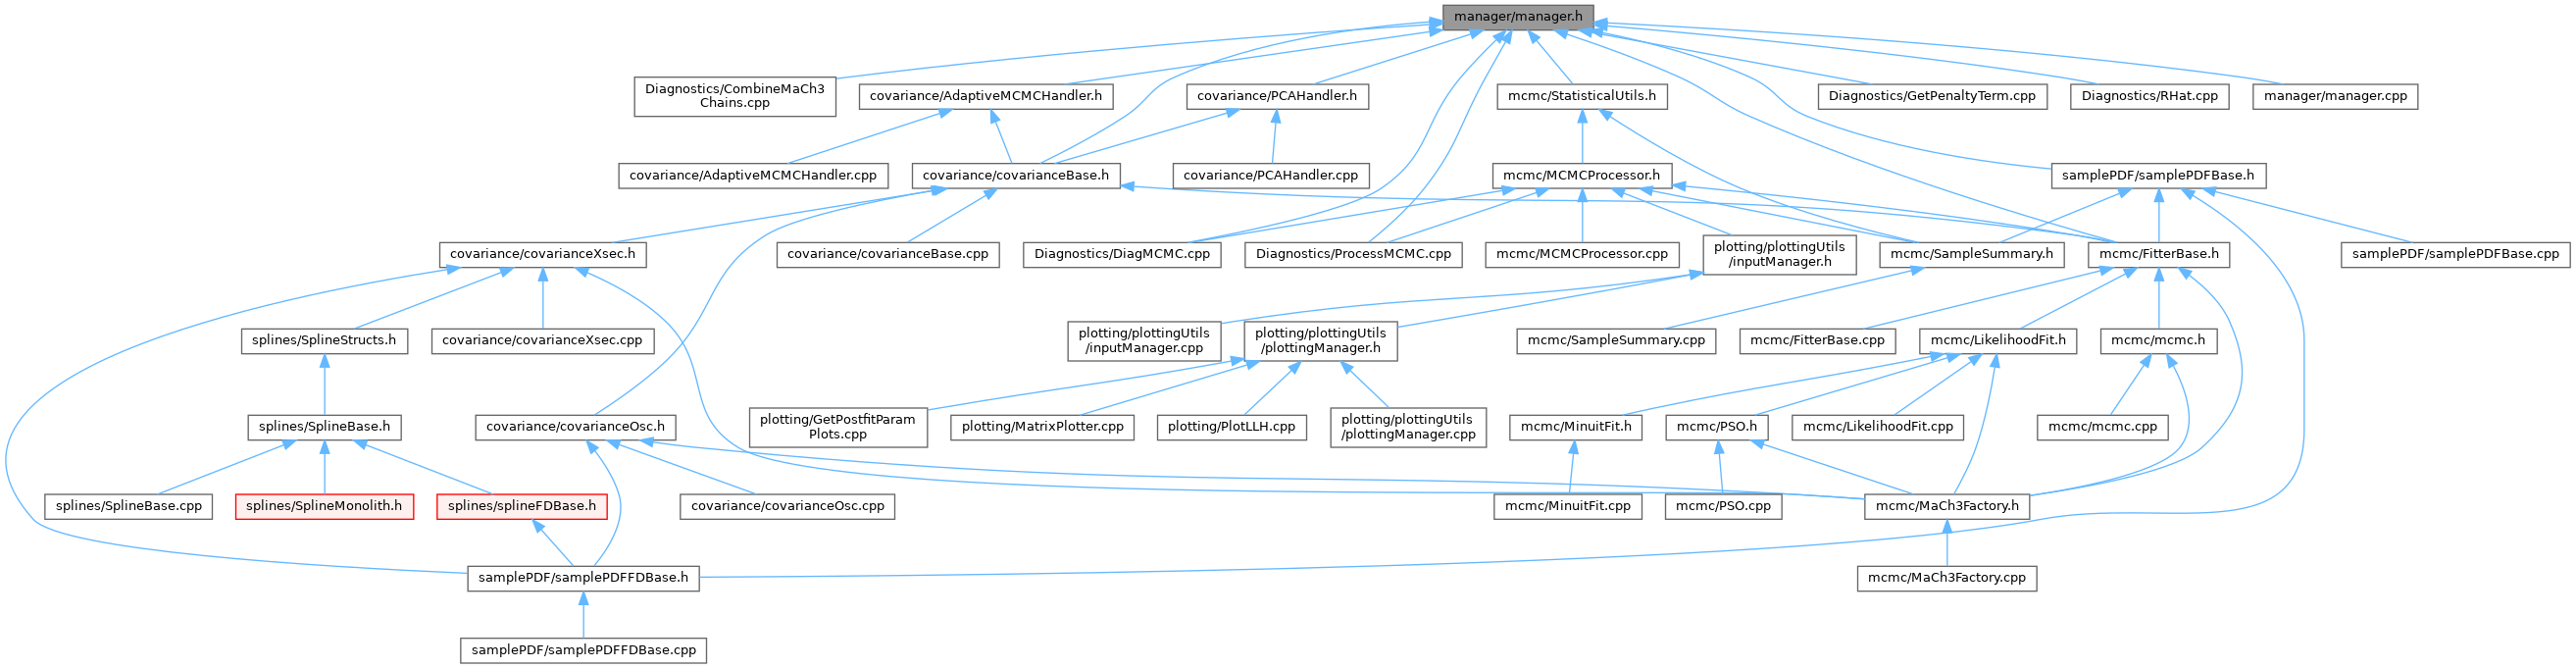 manager/manager.h
Diagnostics/CombineMaCh3
Chains.cpp
covariance/AdaptiveMCMCHandler.h
covariance/PCAHandler.h
mcmc/StatisticalUtils.h
Diagnostics/GetPenaltyTerm.cpp
Diagnostics/RHat.cpp
manager/manager.cpp
covariance/AdaptiveMCMCHandler.cpp
covariance/covarianceBase.h
covariance/PCAHandler.cpp
mcmc/MCMCProcessor.h
samplePDF/samplePDFBase.h
covariance/covarianceXsec.h
covariance/covarianceBase.cpp
Diagnostics/DiagMCMC.cpp
Diagnostics/ProcessMCMC.cpp
mcmc/MCMCProcessor.cpp
plotting/plottingUtils
/inputManager.h
mcmc/SampleSummary.h
mcmc/FitterBase.h
samplePDF/samplePDFBase.cpp
splines/SplineStructs.h
covariance/covarianceXsec.cpp
plotting/plottingUtils
/inputManager.cpp
plotting/plottingUtils
/plottingManager.h
mcmc/SampleSummary.cpp
mcmc/FitterBase.cpp
mcmc/LikelihoodFit.h
mcmc/mcmc.h
splines/SplineBase.h
covariance/covarianceOsc.h
plotting/GetPostfitParam
Plots.cpp
plotting/MatrixPlotter.cpp
plotting/PlotLLH.cpp
plotting/plottingUtils
/plottingManager.cpp
mcmc/MinuitFit.h
mcmc/PSO.h
mcmc/LikelihoodFit.cpp
mcmc/mcmc.cpp
splines/SplineBase.cpp
splines/SplineMonolith.h
splines/splineFDBase.h
covariance/covarianceOsc.cpp
mcmc/MinuitFit.cpp
mcmc/PSO.cpp
mcmc/MaCh3Factory.h
samplePDF/samplePDFFDBase.h
mcmc/MaCh3Factory.cpp
samplePDF/samplePDFFDBase.cpp